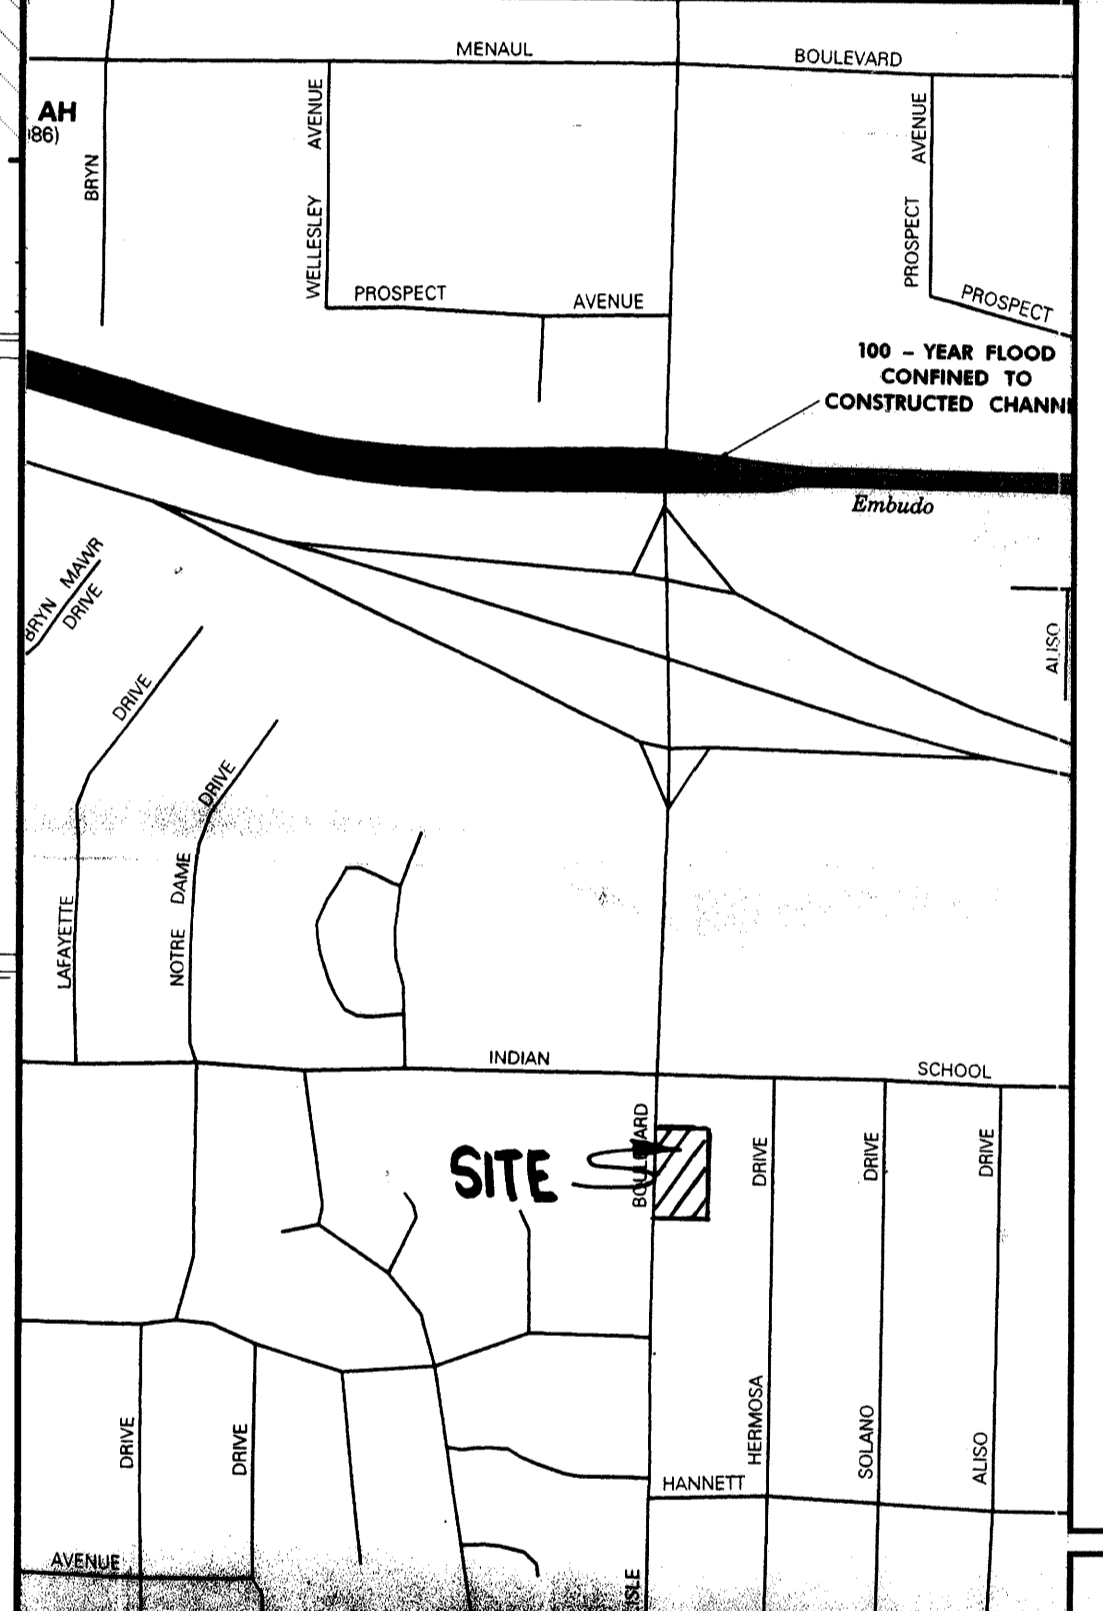 MENAUL
BOULEVARD
AH
86)
BRYN
WELLESLEY AVENUE
PROSPECT AVENUE
PROSPECT AVENUE
PROSPECT
100 – YEAR FLOOD
CONFINED TO
CONSTRUCTED CHANN
Embudo
BRYN MAWR
DRIVE
DRIVE
DRIVE
ALISO
LAFAYETTE
NOTRE DAME
INDIAN
SCHOOL
BOULEVARD
SITE
DRIVE
DRIVE
DRIVE
HERMOSA
SOLANO
ALISO
DRIVE
DRIVE
HANNETT
AVENUE
ISLE